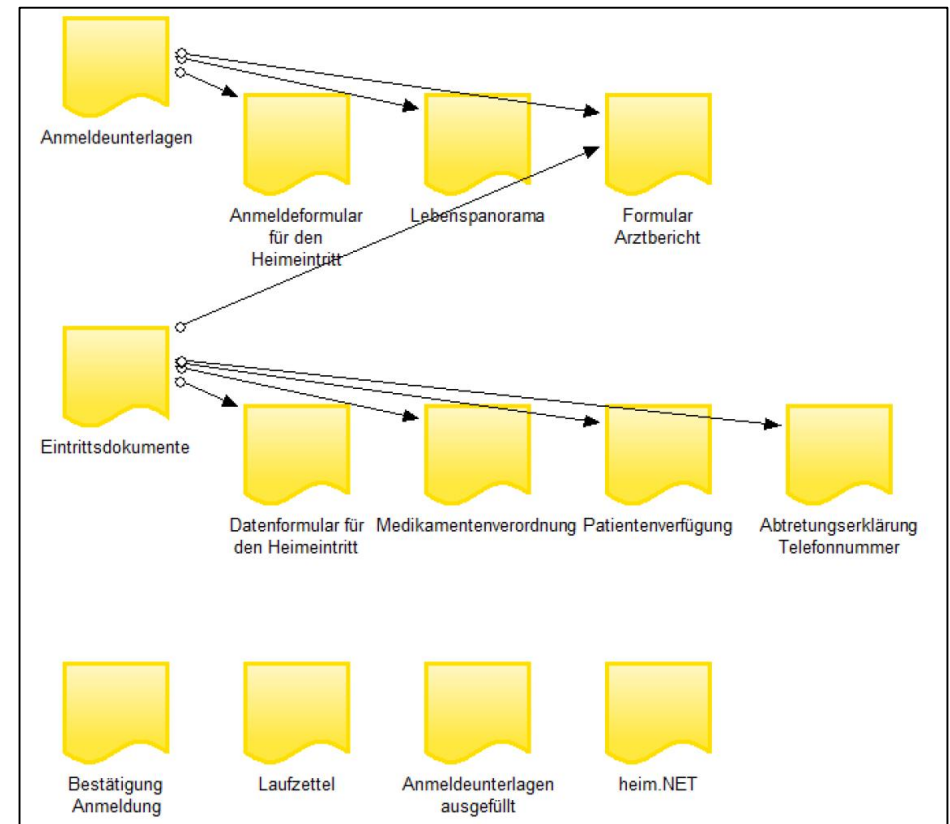 Anmeldeunterlagen
Anmeldeformular
für den
Heimeintritt
Lebenspanorama
Formular
Arztbericht
Eintrittsdokumente
Datenformular für
den Heimeintritt
Medikamentenverordnung
Patientenverfügung
Abtretungserklärung
Telefonnummer
Bestätigung
Anmeldung
Laufzettel
Anmeldeunterlagen
ausgefüllt
heim.NET